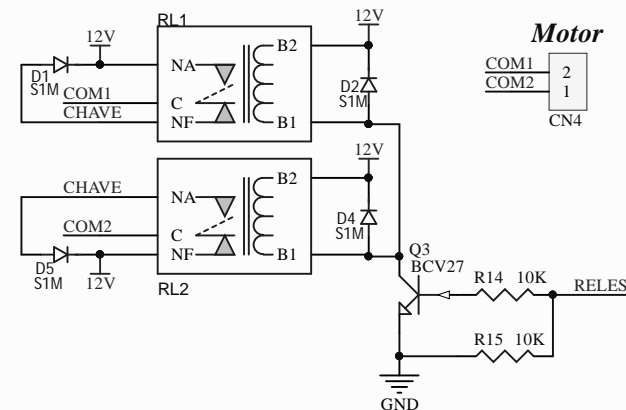 RL1
12V
D1
S1M
COM1
CHAVE
NA
C
NF
B2
B1
12V
D2
S1M
Motor
COM1
COM2
2
1
CN4
CHAVE
COM2
D5
S1M
12V
NA
C
NF
B2
B1
RL2
12V
D4
S1M
Q3
BCV27
R14 10K
RELES
R15 10K
GND